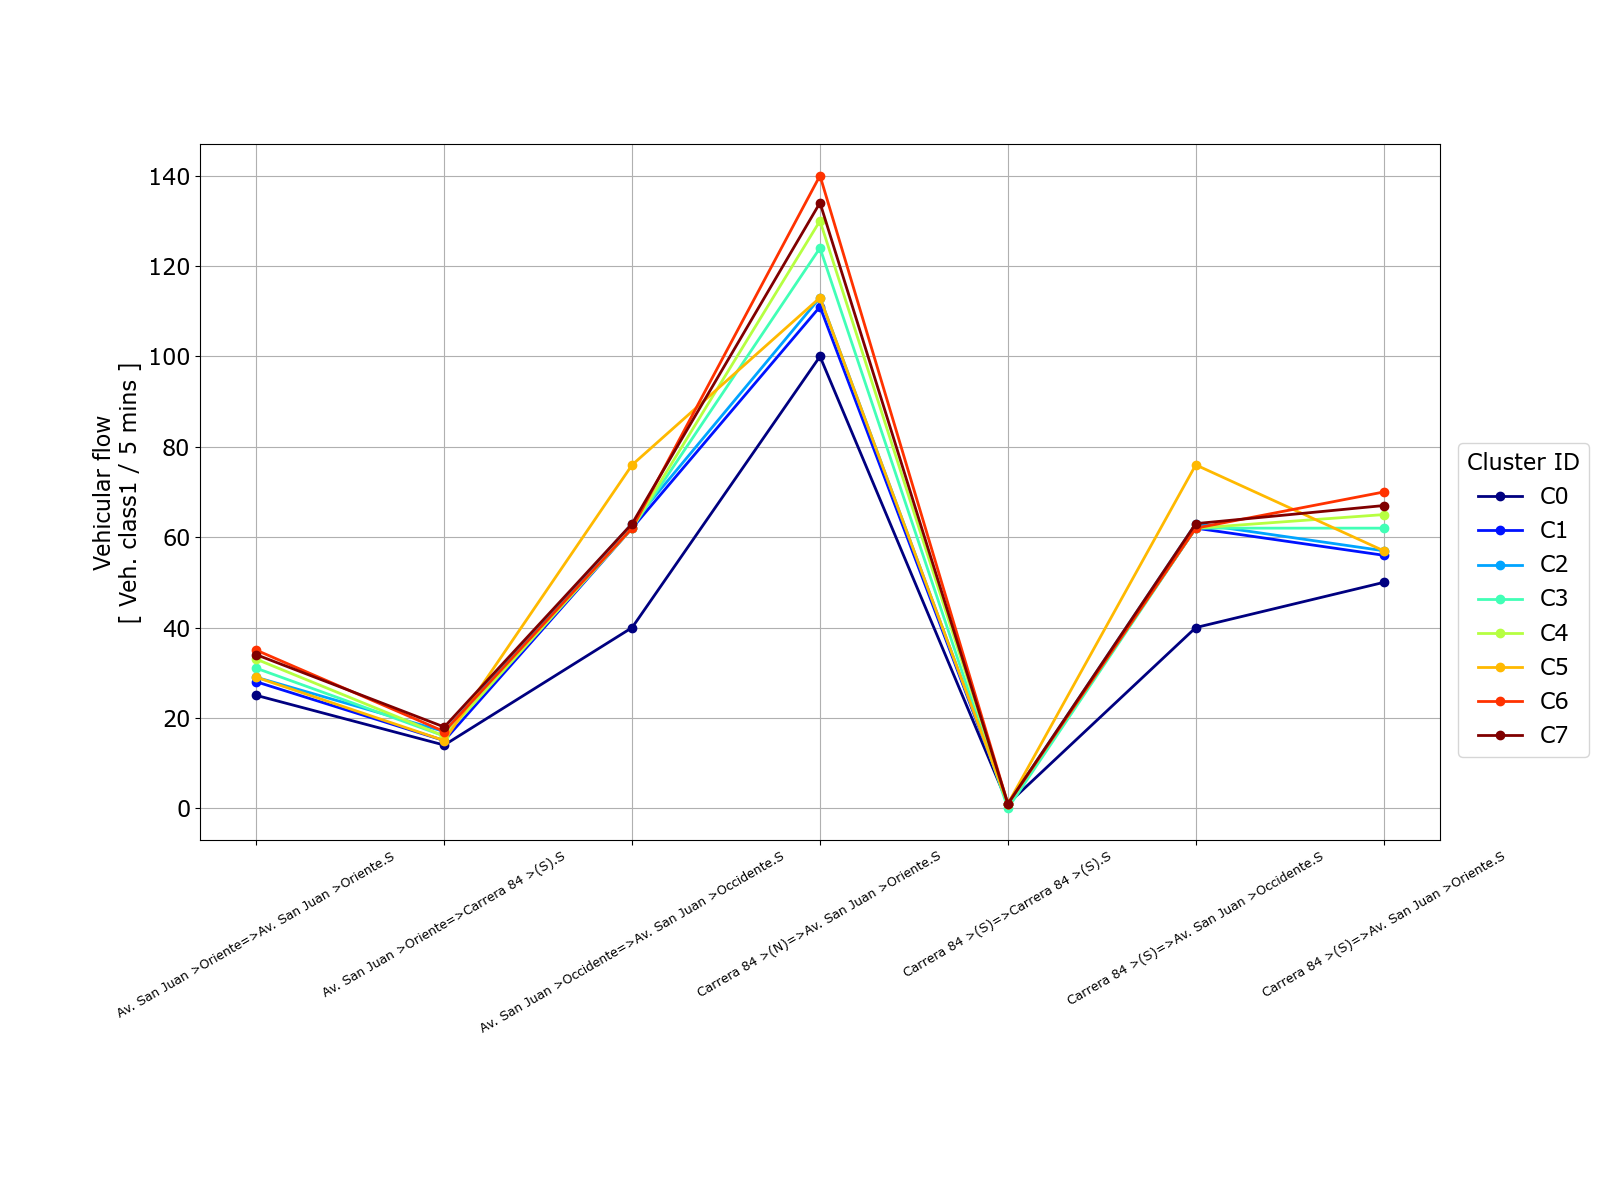 140
120
100
80
60
40
20
0
Vehicular flow
[ Veh. class1 / 5 mins ]
Av. San Juan >Oriente=>Av. San Juan >Oriente.S
Av. San Juan >Oriente=>Carrera 84 >(S).S
Av. San Juan >Occidente=>Av. San Juan >Occidente.S
Carrera 84 >(N)=>Av. San Juan >Oriente.S
Carrera 84 >(S)=>Carrera 84 >(S).S
Carrera 84 >(S)=>Av. San Juan >Occidente.S
Carrera 84 >(S)=>Av. San Juan >Oriente.S
Cluster ID
C0
C1
C2
C3
C4
C5
C6
C7